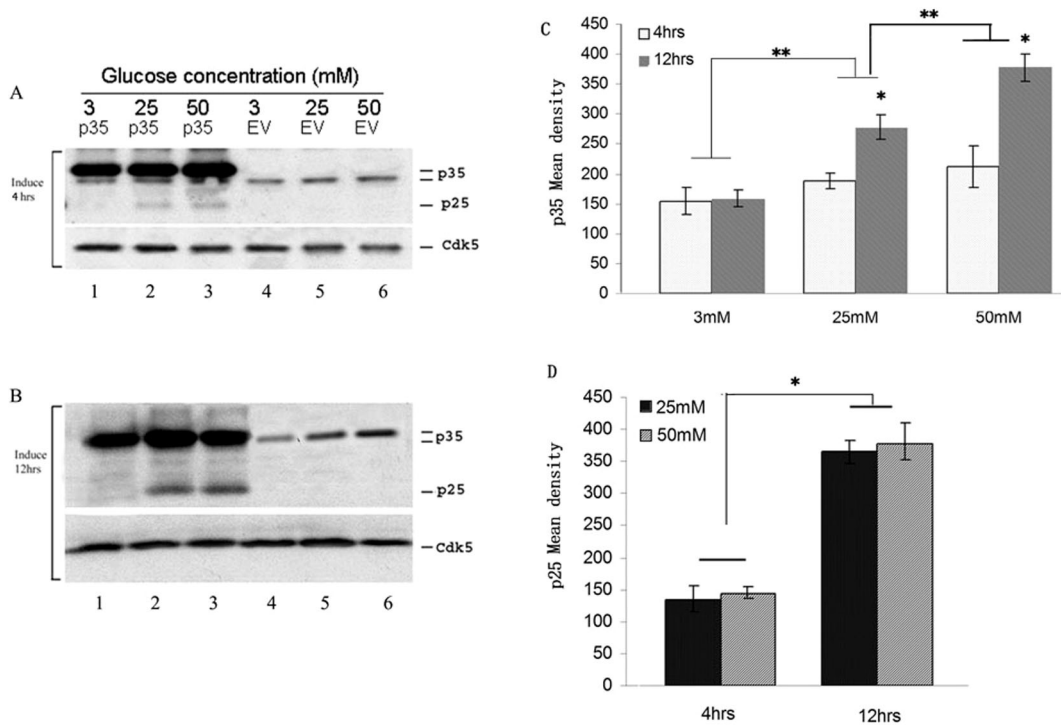 A
Glucose concentration (mM)
3 25 50 3 25 50
p35 p35 p35 EV EV EV
Induce
4 hrs
p35
p25
Cdk5
1 2 3 4 5 6
B
Induce
12hrs
p35
p25
Cdk5
1 2 3 4 5 6
C
p35 Mean density
450
400
350
300
250
200
150
100
50
0
4hrs
12hrs
**
**
*
*
3mM 25mM 50mM
D
p25 Mean density
450
400
350
300
250
200
150
100
50
0
25mM
50mM
*
4hrs 12hrs